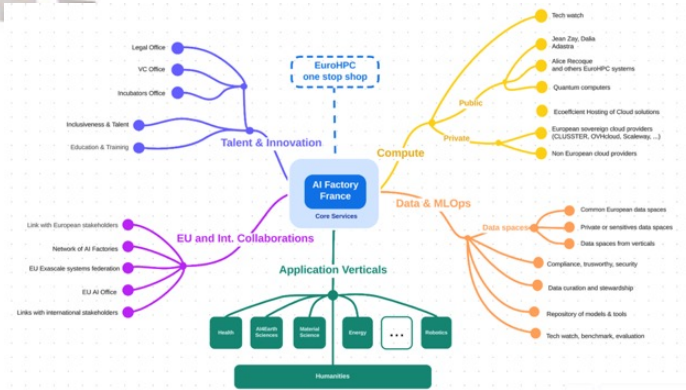 Tech watch
Jean Zay, Dalia
Adastra
Alice Recoque
and others EuroHPC systems
Quantum computers
Public
Ecoefficient Hosting of Cloud solutions
European sovereign cloud providers
(CLUSSTER, OVHcloud, Scaleway, ...)
Private
Non European cloud providers
Compute
Legal Office
VC Office
Incubators Office
Inclusiveness & Talent
Education & Training
Talent & Innovation
EuroHPC
one stop shop
AI Factory
France
Core Services
Data & MLOps
Data spaces
Common European data spaces
Private or sensitives data spaces
Data spaces from verticals
Compliance, trustworthy, security
Data curation and stewardship
Repository of models & tools
Tech watch, benchmark, evaluation
EU and Int. Collaborations
Link with European stakeholders
Network of AI Factories
EU Exascale systems federation
EU AI Office
Links with international stakeholders
Application Verticals
Health
Sciences
Material
Science
Energy
...
Robotics
Humanities